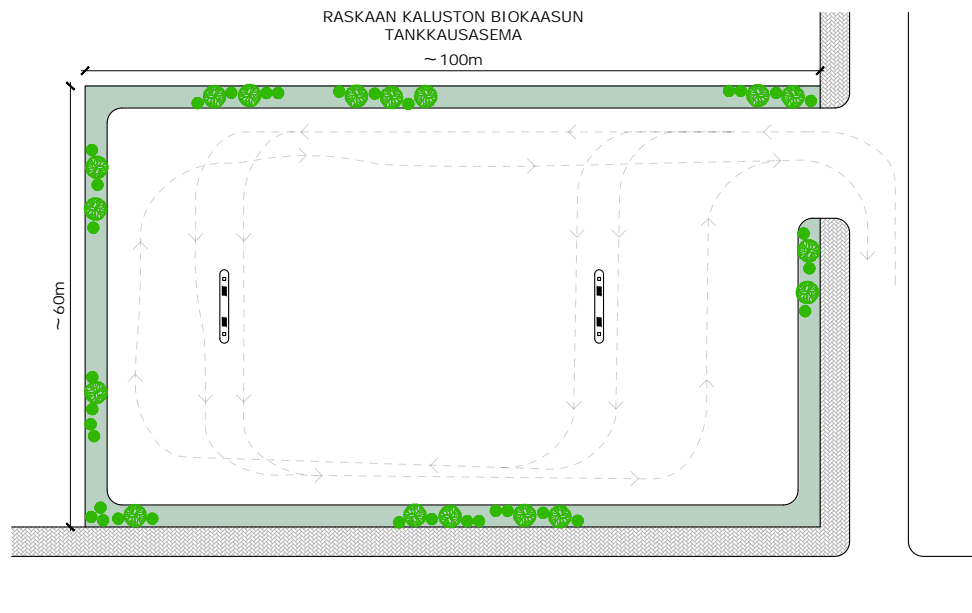 RASKAAN KALUSTON BIOKAASUN
TANKKAUSASEMA
~100m
~60m